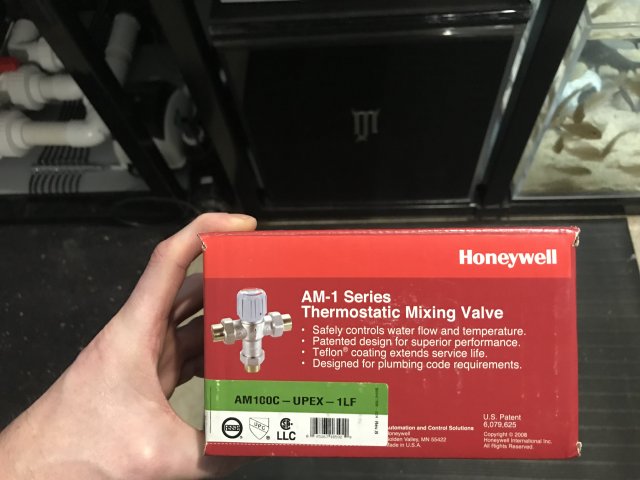 Honeywell
AM-1 Series
Thermostatic Mixing Valve
• Safely controls water flow and temperature.
• Patented design for superior performance.
• Teflon® coating extends service life.
• Designed for plumbing code requirements.
AM100C-UPEX-1LF
UPC
LLC
Automation and Control Solutions
Honeywell
Golden Valley, MN 55422
Made in U.S.A.
U.S. Patent
6,079,625
Copyright © 2008
Honeywell International Inc.
All Rights Reserved.